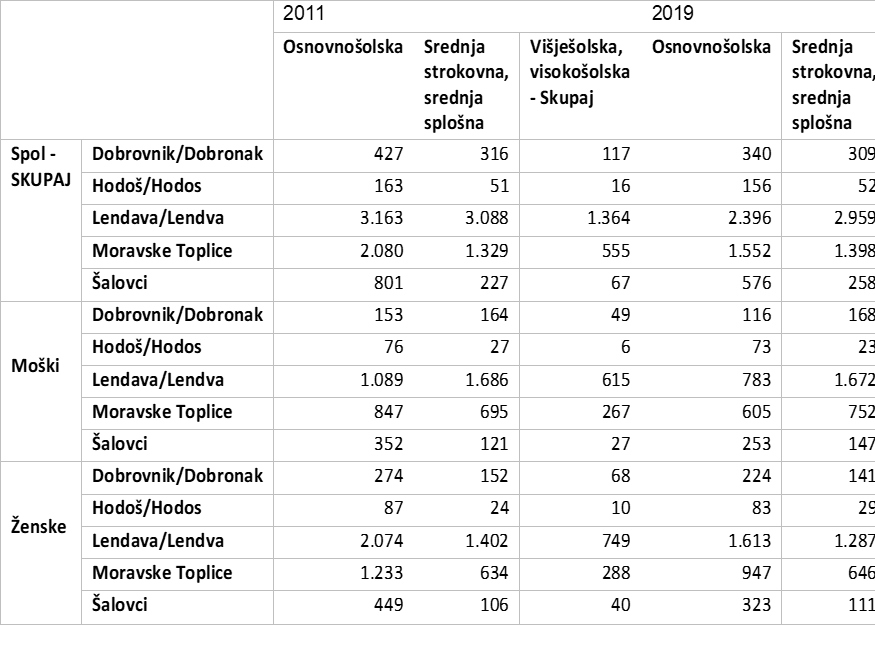 2011 2019
Osnovnošolska Srednja strokovna, srednja splošna Višješolska, visokošolska - Skupaj Osnovnošolska Srednja strokovna, srednja splošna
Spol - SKUPAJ Dobrovnik/Dobronak 427 316 117 340 309
Hodoš/Hodos 163 51 16 156 52
Lendava/Lendva 3.163 3.088 1.364 2.396 2.959
Moravske Toplice 2.080 1.329 555 1.552 1.398
Šalovci 801 227 67 576 258
Moški Dobrovnik/Dobronak 153 164 49 116 168
Hodoš/Hodos 76 27 6 73 23
Lendava/Lendva 1.089 1.686 615 783 1.672
Moravske Toplice 847 695 267 605 752
Šalovci 352 121 27 253 147
Ženske Dobrovnik/Dobronak 274 152 68 224 141
Hodoš/Hodos 87 24 10 83 29
Lendava/Lendva 2.074 1.402 749 1.613 1.287
Moravske Toplice 1.233 634 288 947 646
Šalovci 449 106 40 323 111